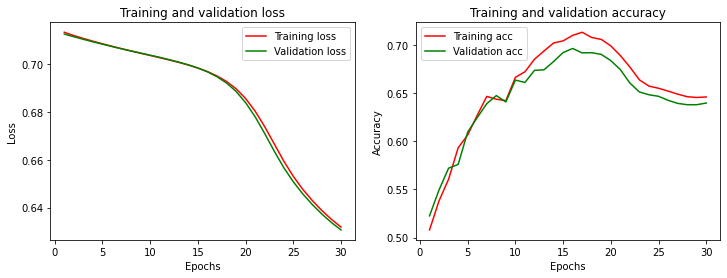 Training and validation loss
Training loss
Validation loss
Loss
0.70
0.68
0.66
0.64
0 5 10 15 20 25 30
Epochs
Training and validation accuracy
Training acc
Validation acc
Accuracy
0.70
0.65
0.60
0.55
0.50
0 5 10 15 20 25 30
Epochs